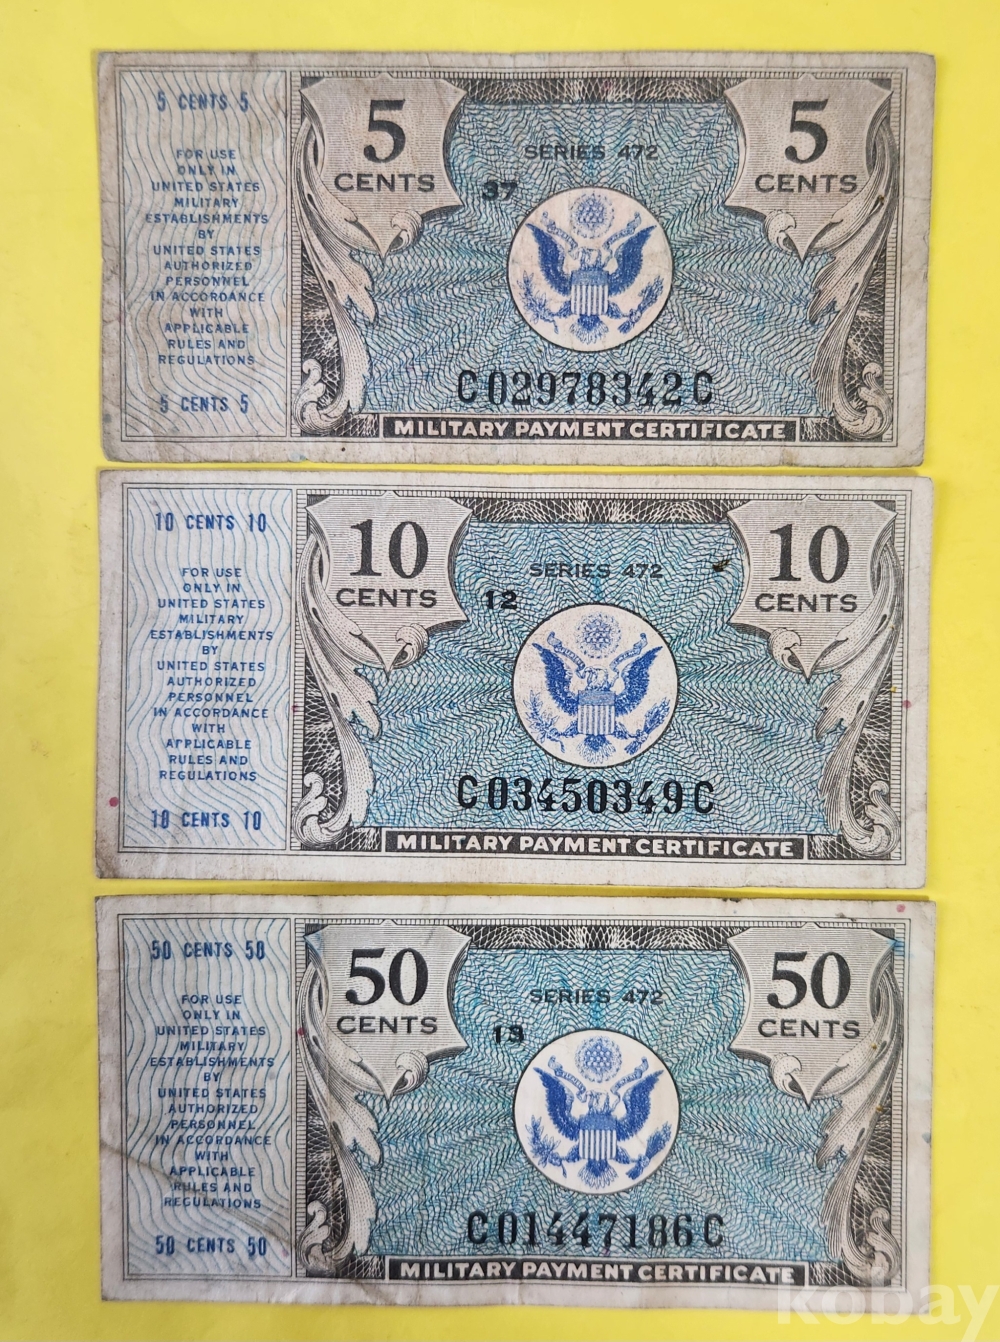 5 CENTS 5
FOR USE
ONLY IN
UNITED STATES
MILITARY
ESTABLISHMENTS
BY
UNITED STATES
AUTHORIZED
PERSONNEL
IN ACCORDANCE
WITH
APPLICABLE
RULES AND
REGULATIONS
5 CENTS 5
5
CENTS
SERIES 472
37
5
CENTS
C02978342C
MILITARY PAYMENT CERTIFICATE
10 CENTS 10
FOR USE
ONLY IN
UNITED STATES
MILITARY
ESTABLISHMENTS
BY
UNITED STATES
AUTHORIZED
PERSONNEL
IN ACCORDANCE
WITH
APPLICABLE
RULES AND
REGULATIONS
10 CENTS 10
10
CENTS
SERIES 472
12
10
CENTS
C03450349C
MILITARY PAYMENT CERTIFICATE
50 CENTS 50
FOR USE
ONLY IN
UNITED STATES
MILITARY
ESTABLISHMENTS
BY
UNITED STATES
AUTHORIZED
PERSONNEL
IN ACCORDANCE
WITH
APPLICABLE
RULES AND
REGULATIONS
50 CENTS 50
50
CENTS
SERIES 472
13
50
CENTS
C01447186C
MILITARY PAYMENT CERTIFICATE
kobay